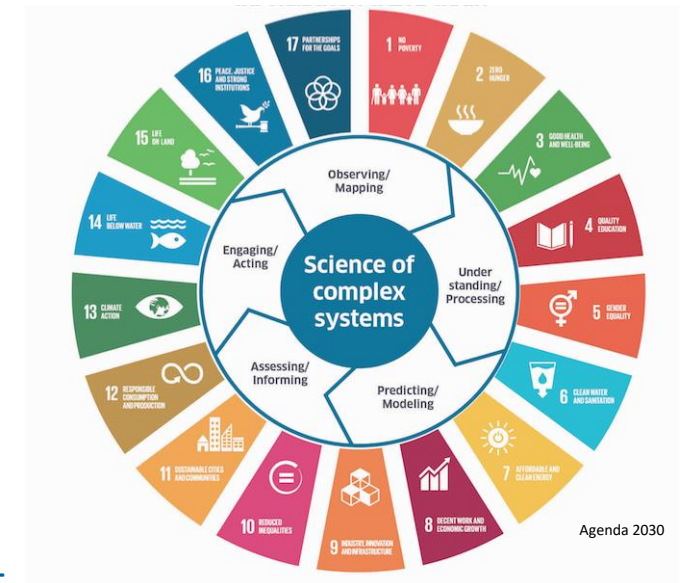 1 NO
POVERTY
2 ZERO
HUNGER
3 GOOD HEALTH
AND WELL-BEING
4 QUALITY
EDUCATION
5 GENDER
EQUALITY
6 CLEAN WATER
AND SANITATION
7 AFFORDABLE AND
CLEAN ENERGY
8 DECENT WORK AND
ECONOMIC GROWTH
9 INDUSTRY, INNOVATION
AND INFRASTRUCTURE
10 REDUCED
INEQUALITIES
11 SUSTAINABLE CITIES
AND COMMUNITIES
12 RESPONSIBLE
CONSUMPTION
AND PRODUCTION
13 CLIMATE
ACTION
14 LIFE
BELOW WATER
15 LIFE
ON LAND
16 PEACE, JUSTICE
AND STRONG
INSTITUTIONS
17 PARTNERSHIPS
FOR THE GOALS
Observing/
Mapping
Under
standing/
Processing
Predicting/
Modeling
Assessing/
Informing
Engaging/
Acting
Science of
complex
systems
Agenda 2030